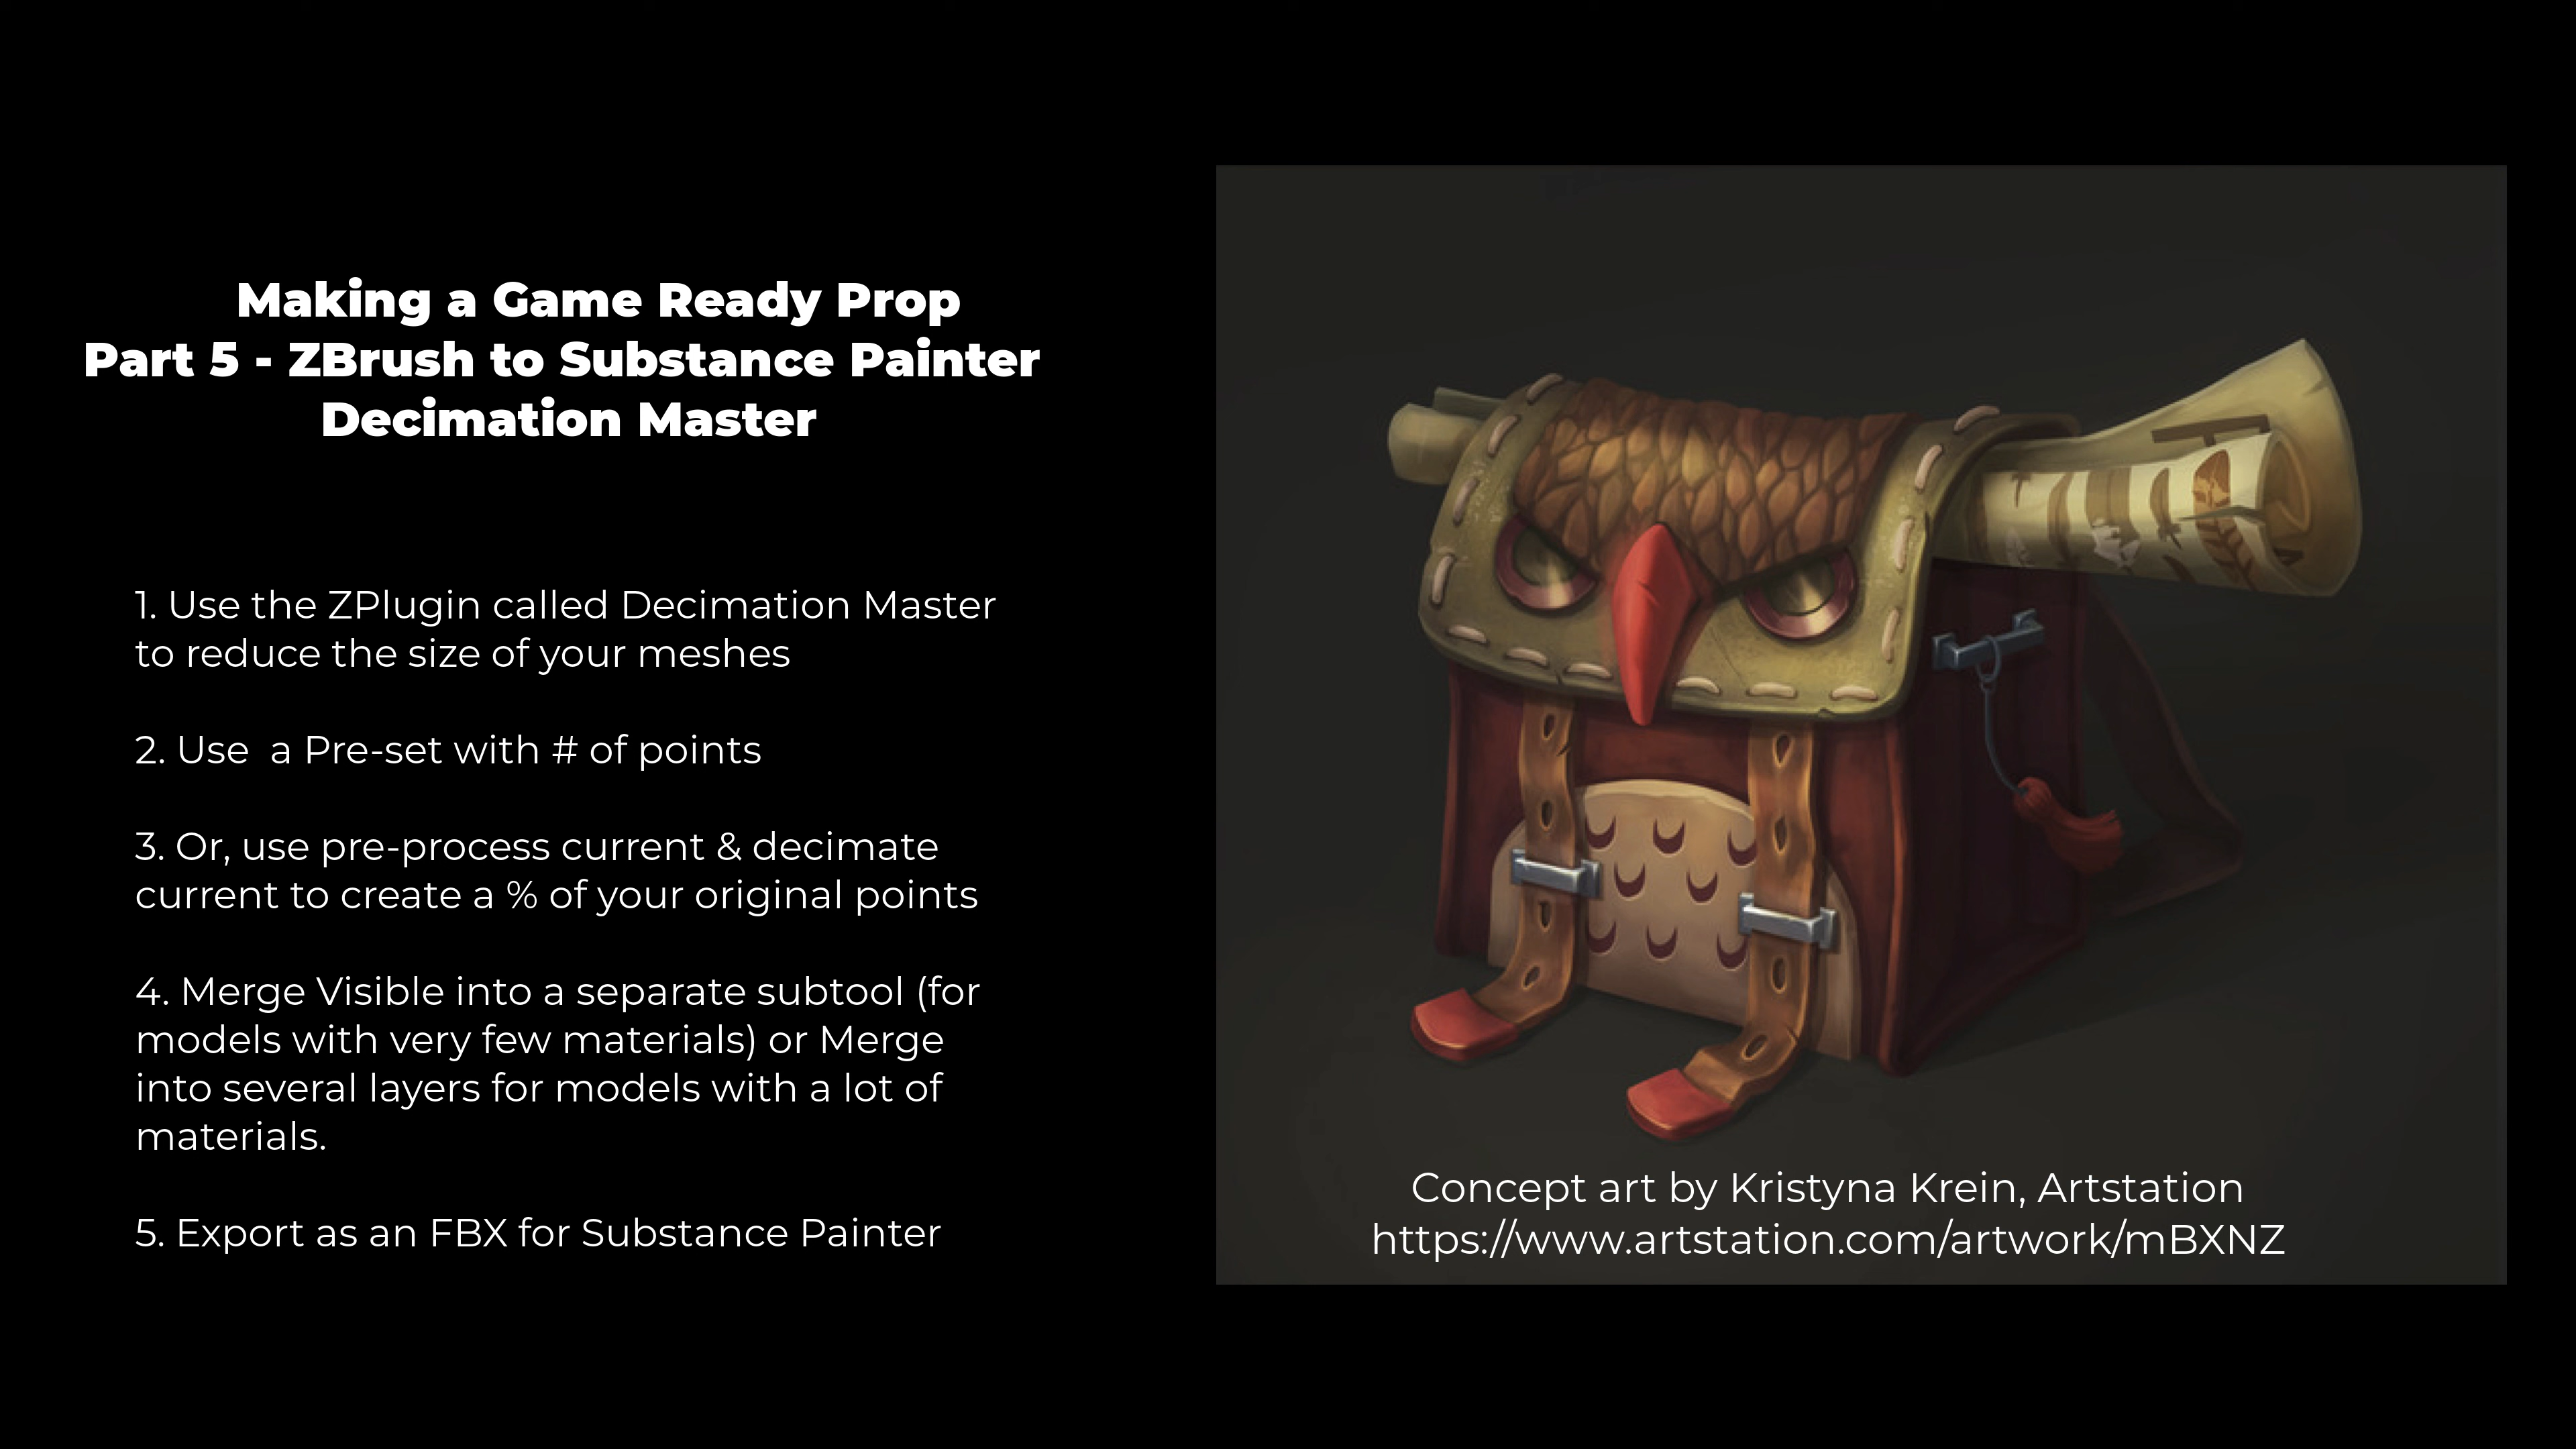 Making a Game Ready Prop
Part 5 - ZBrush to Substance Painter
Decimation Master
1. Use the ZPlugin called Decimation Master
to reduce the size of your meshes
2. Use  a Pre-set with # of points
3. Or, use pre-process current & decimate
current to create a % of your original points
4. Merge Visible into a separate subtool (for
models with very few materials) or Merge
into several layers for models with a lot of
materials.
5. Export as an FBX for Substance Painter
Concept art by Kristyna Krein, Artstation
https://www.artstation.com/artwork/mBXNZ